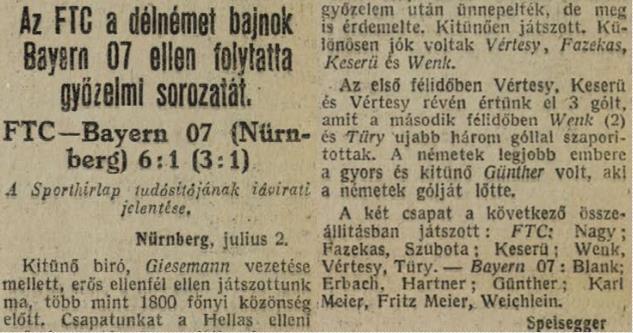 Az FTC a délnémet bajnok
Bayern 07 ellen folytatta
győzelmi sorozatát.
FTC—Bayern 07 (Nürn-
berg) 6:1 (3:1)
A Sporthirlap tudósítójának távirati
jelentése.
Nürnberg, julius 2.
Kitünő biró, Giesemann vezetése
mellett, erős ellenfél ellen játszottunk
ma, több mint 1800 főnyi közönség
előtt. Csapatunkat a Hellas elleni
győzelem után ünnepelték, de meg
is érdemelte. Kitünően játszott. Kü-
lönösen jók voltak Vértesy, Fazekas,
Keserü és Wenk.
Az első félidőben Vértesy, Keserü
és Vértesy révén értünk el 3 gólt,
amit a második félidőben Wenk (2)
és Türy ujabb három góllal szapori-
tottak. A németek legjobb embere
a gyors és kitünő Günther volt, aki
a németek gólját lőtte.
A két csapat a következő össze-
állitásban játszott: FTC: Nagy;
Fazekas, Szubota; Keserü; Wenk,
Vértesy, Türy. — Bayern 07: Blank;
Erbach, Hartner; Günther; Karl
Meier, Fritz Meier, Weichlein.
Speisegger